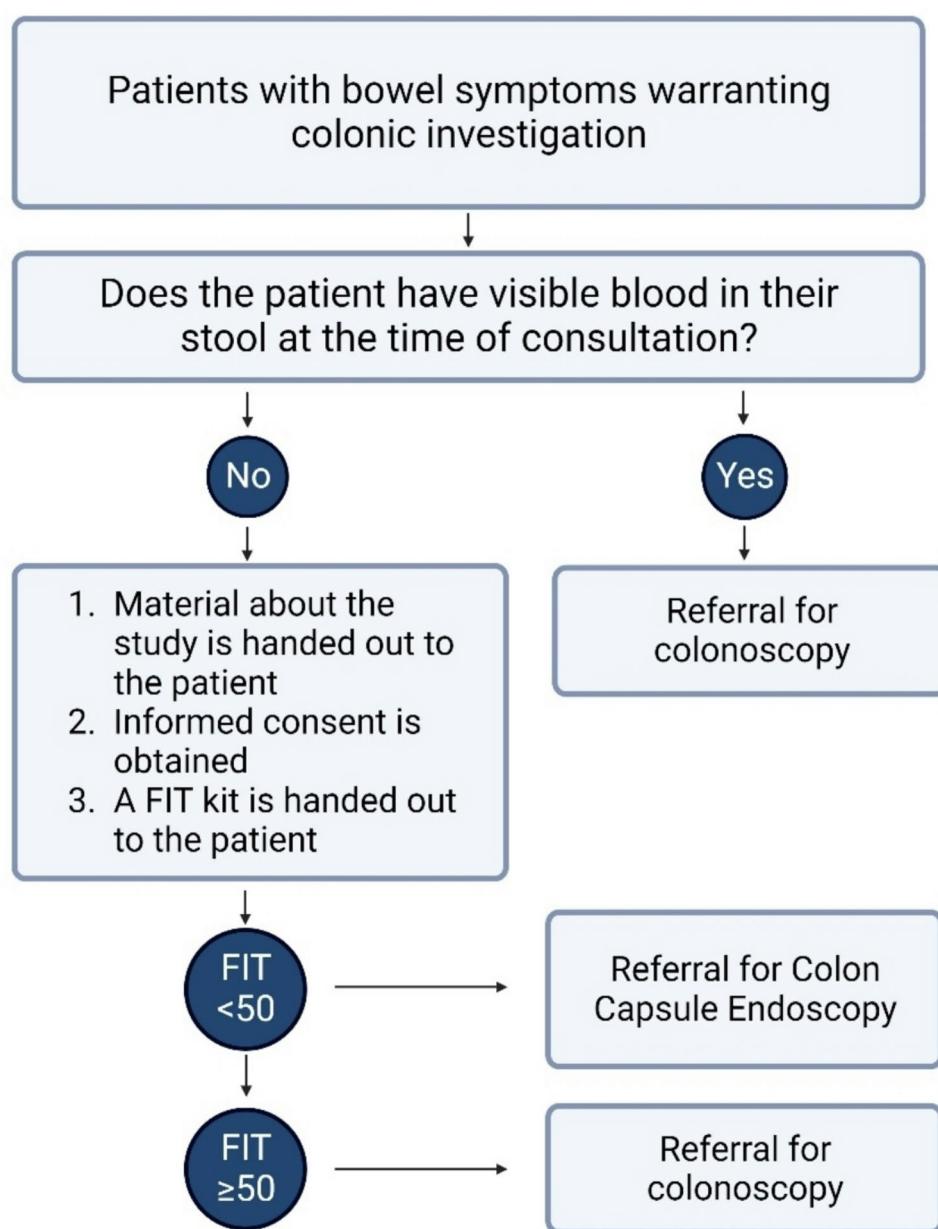 Patients with bowel symptoms warranting
colonic investigation
Does the patient have visible blood in their
stool at the time of consultation?
No
Yes
1. Material about the
study is handed out to
the patient
2. Informed consent is
obtained
3. A FIT kit is handed out
to the patient
Referral for
colonoscopy
FIT
<50
Referral for Colon
Capsule Endoscopy
FIT
≥50
Referral for
colonoscopy